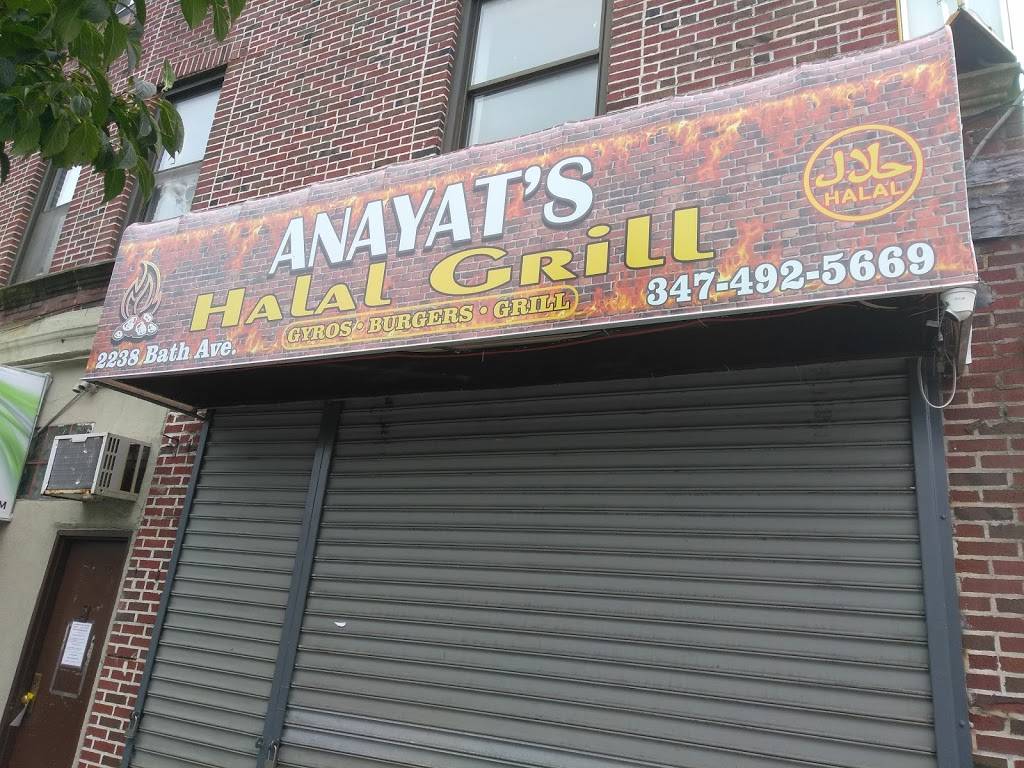 ANAYAT'S
HALAL GRiLL
GYROS • BURGERS • GRILL
2238 Bath Ave.
347-492-5669
حلال
HALAL
M